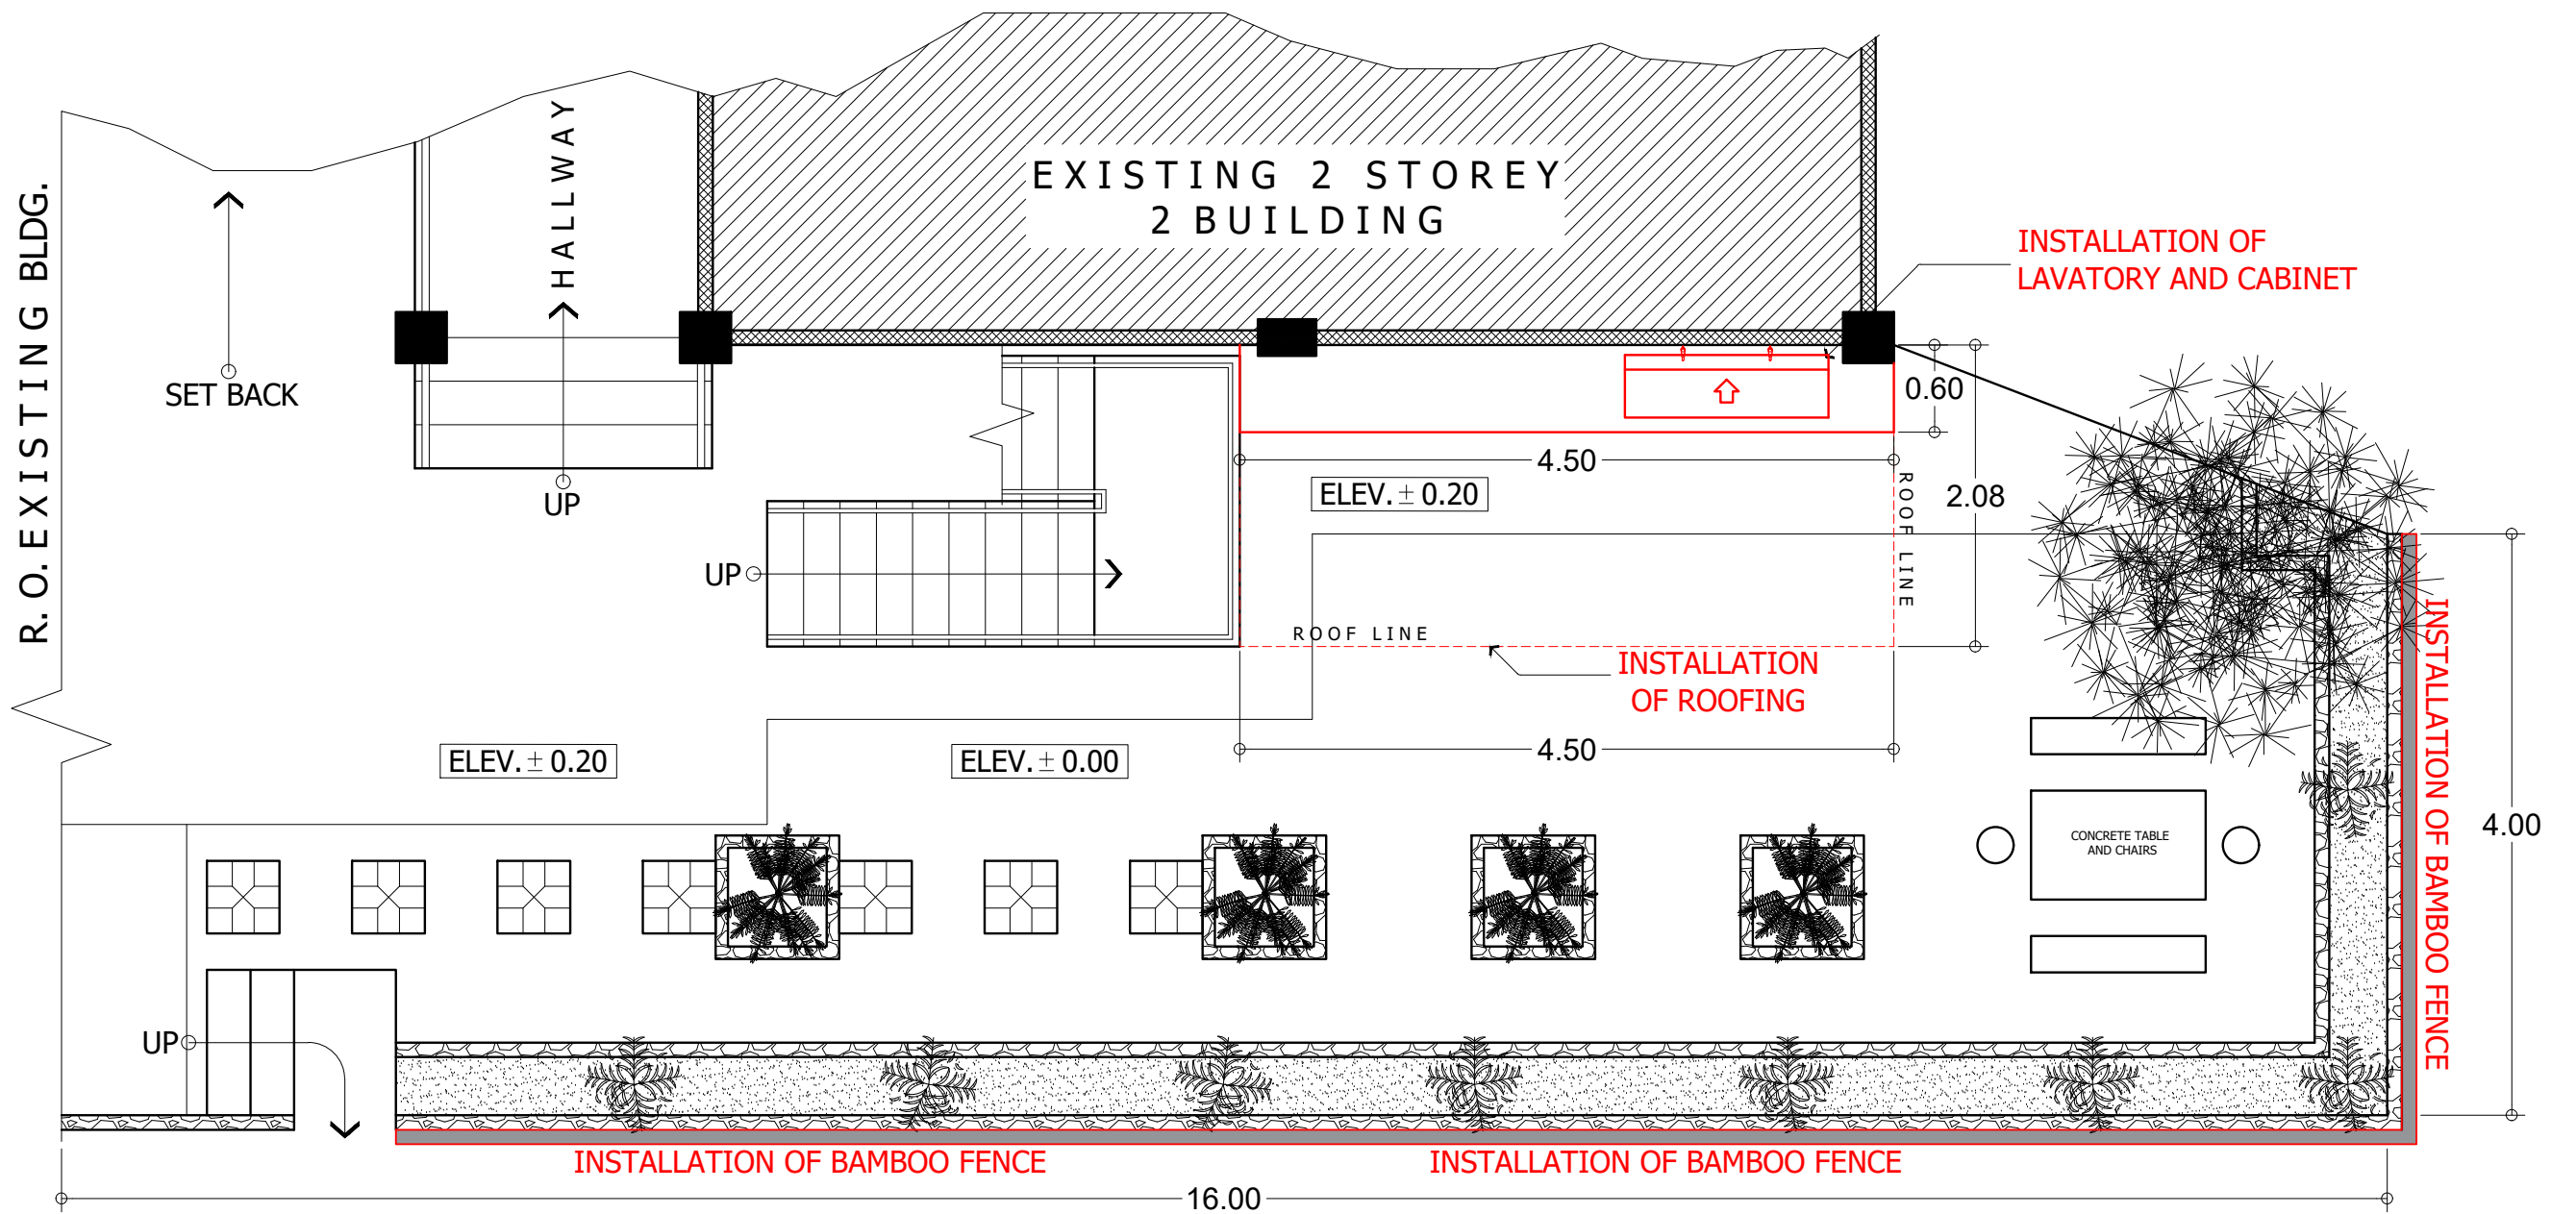 R. O. EXISTING BLDG.
SET BACK
HALLWAY
UP
EXISTING 2 STOREY
2 BUILDING
INSTALLATION OF
LAVATORY AND CABINET
0.60
2.08
4.50
ELEV. ± 0.20
ROOF LINE
UP
ROOF LINE
INSTALLATION
OF ROOFING
4.50
ELEV. ± 0.20
ELEV. ± 0.00
CONCRETE TABLE
AND CHAIRS
INSTALLATION OF BAMBOO FENCE
4.00
UP
INSTALLATION OF BAMBOO FENCE
INSTALLATION OF BAMBOO FENCE
16.00